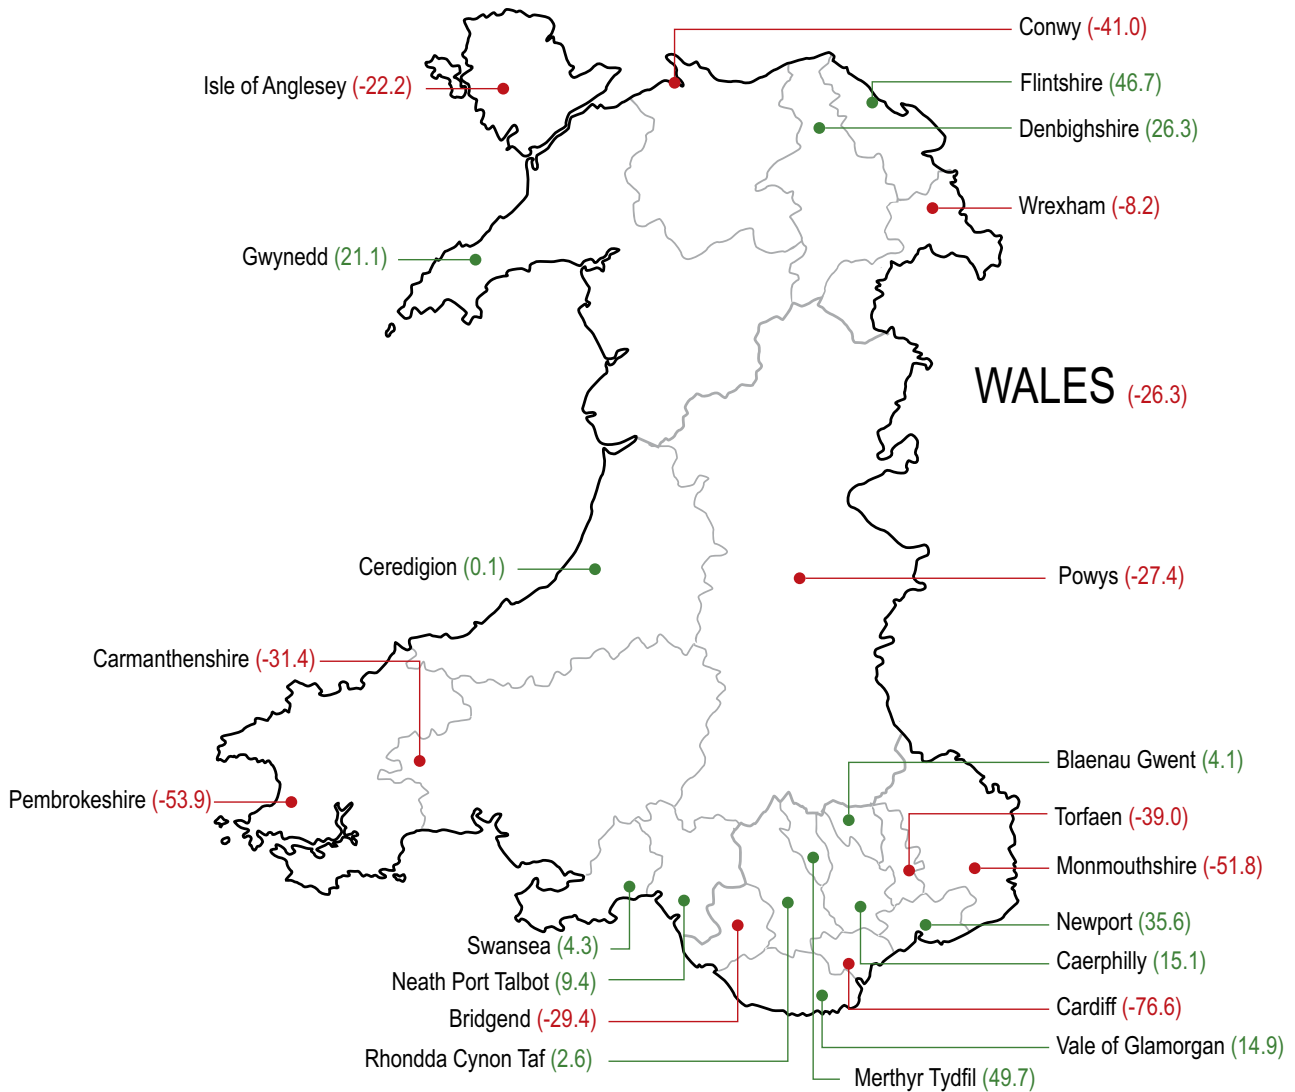 Conwy (-41.0)
Isle of Anglesey (-22.2)
Flintshire (46.7)
Denbighshire (26.3)
Wrexham (-8.2)
Gwynedd (21.1)
WALES (-26.3)
Ceredigion (0.1)
Powys (-27.4)
Carmanthenshire (-31.4)
Blaenau Gwent (4.1)
Pembrokeshire (-53.9)
Torfaen (-39.0)
Monmouthshire (-51.8)
Newport (35.6)
Swansea (4.3)
Caerphilly (15.1)
Neath Port Talbot (9.4)
Cardiff (-76.6)
Bridgend (-29.4)
Vale of Glamorgan (14.9)
Rhondda Cynon Taf (2.6)
Merthyr Tydfil (49.7)